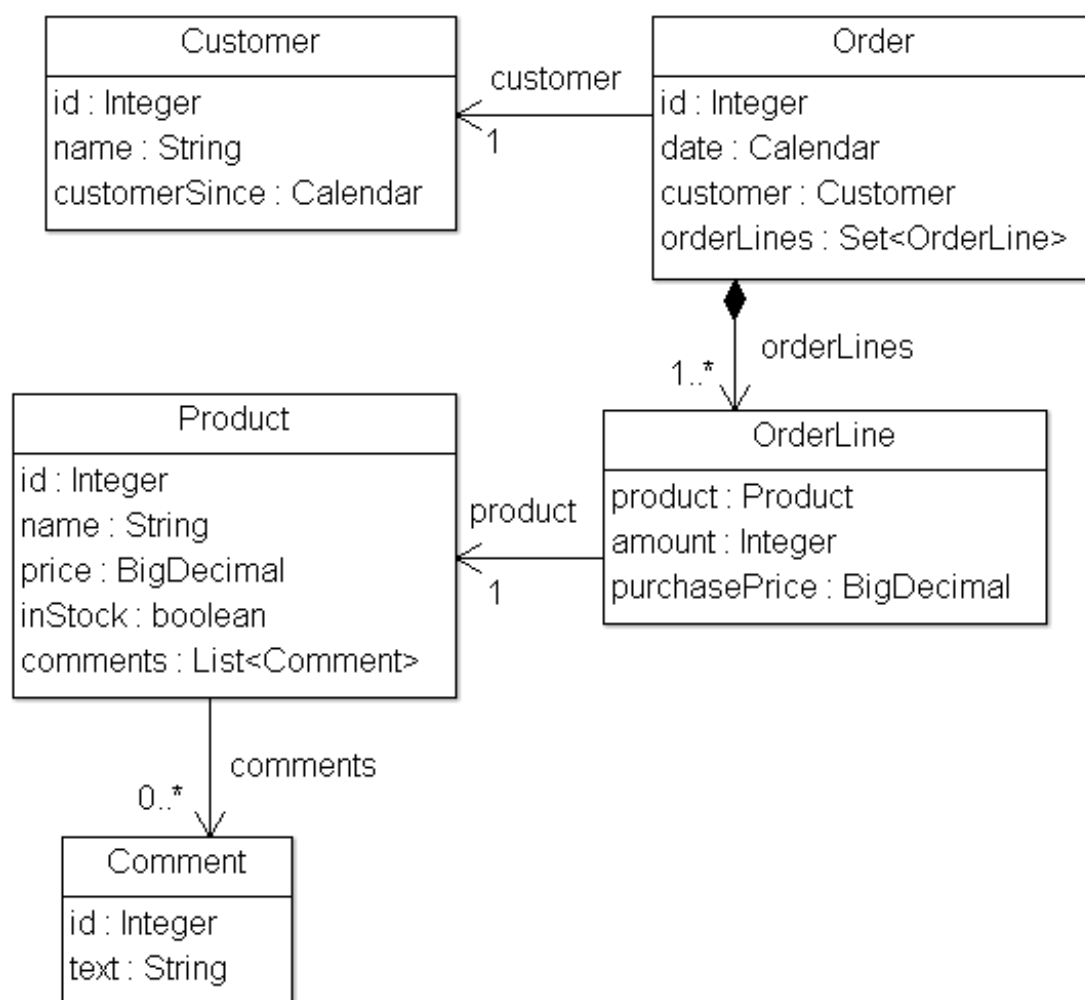 Customer
id : Integer
name : String
customerSince : Calendar
customer
1
Order
id : Integer
date : Calendar
customer : Customer
orderLines : Set<OrderLine>
orderLines
1..*
Product
id : Integer
name : String
price : BigDecimal
inStock : boolean
comments : List<Comment>
product
1
OrderLine
product : Product
amount : Integer
purchasePrice : BigDecimal
comments
0..*
Comment
id : Integer
text : String